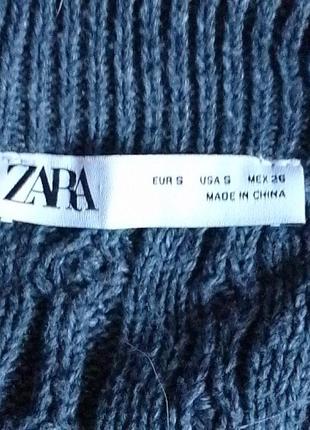 ZARA
EUR S USA S MEX 26
MADE IN CHINA